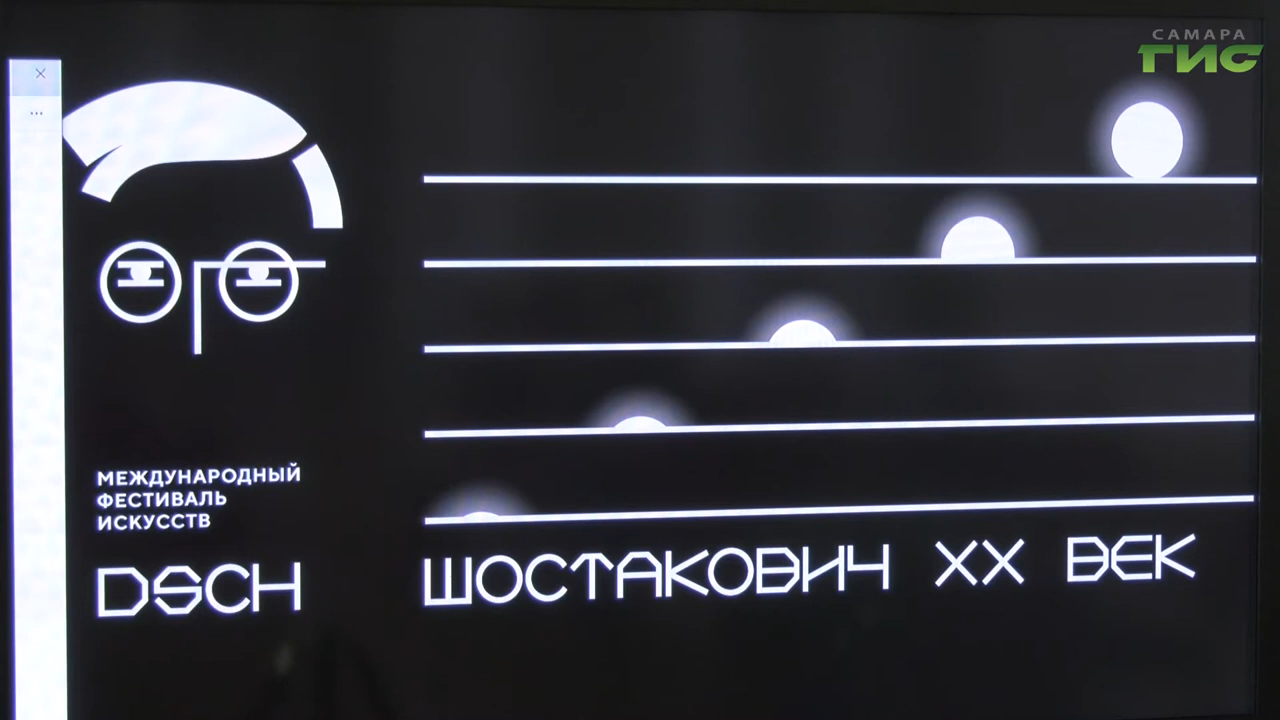 САМАРА
ГИС
МЕЖДУНАРОДНЫЙ
ФЕСТИВАЛЬ
ИСКУССТВ
DSCH
ШОСТАКОВИЧ XX ВЕК